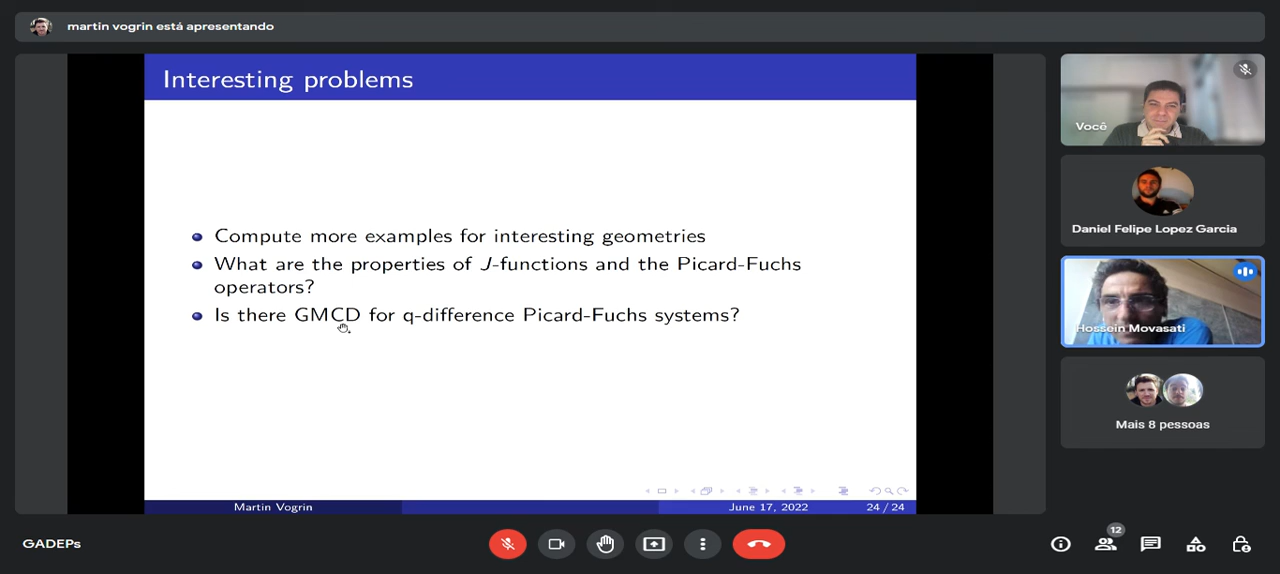 martin vogrin está apresentando
Interesting problems
Compute more examples for interesting geometries
What are the properties of J-functions and the Picard-Fuchs
operators?
Is there GMCD for q-difference Picard-Fuchs systems?
Martin Vogrin
June 17, 2022
24 / 24
Você
Daniel Felipe Lopez Garcia
Hossein Movasati
Mais 8 pessoas
GADEPs
12